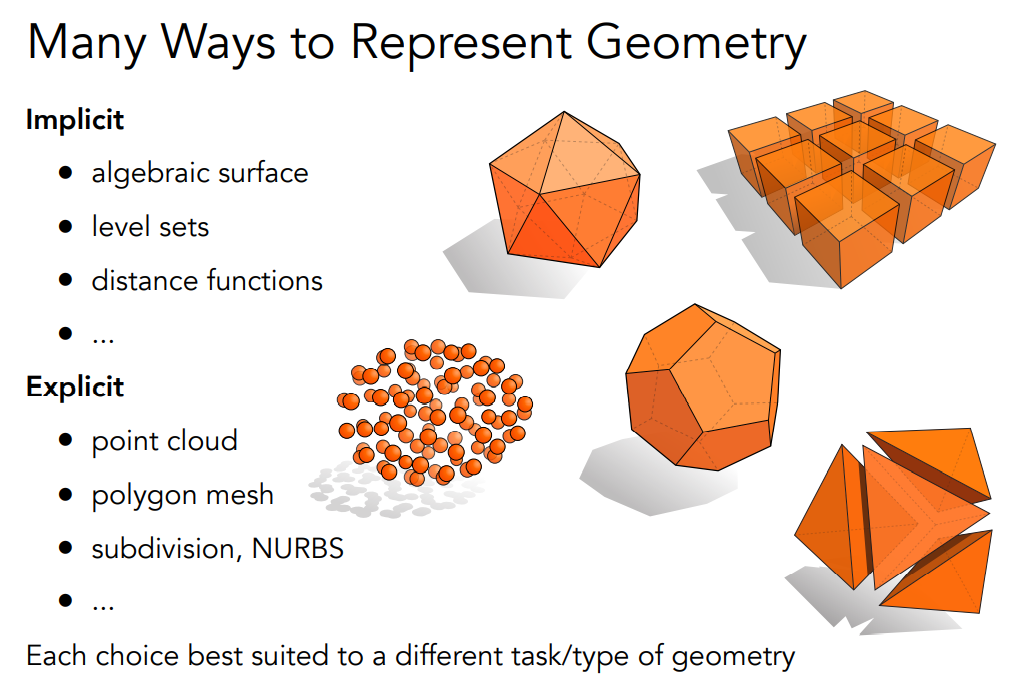 Many Ways to Represent Geometry
Implicit
● algebraic surface
● level sets
● distance functions
● ...
Explicit
● point cloud
● polygon mesh
● subdivision, NURBS
● ...
Each choice best suited to a different task/type of geometry